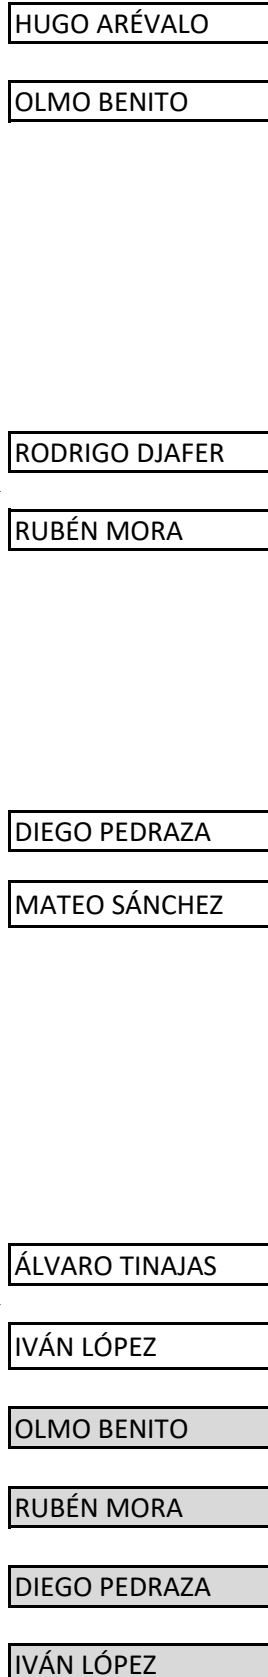 HUGO ARÉVALO
OLMO BENITO
RODRIGO DJAFER
RUBÉN MORA
DIEGO PEDRAZA
MATEO SÁNCHEZ
ÁLVARO TINAJAS
IVÁN LÓPEZ
OLMO BENITO
RUBÉN MORA
DIEGO PEDRAZA
IVÁN LÓPEZ